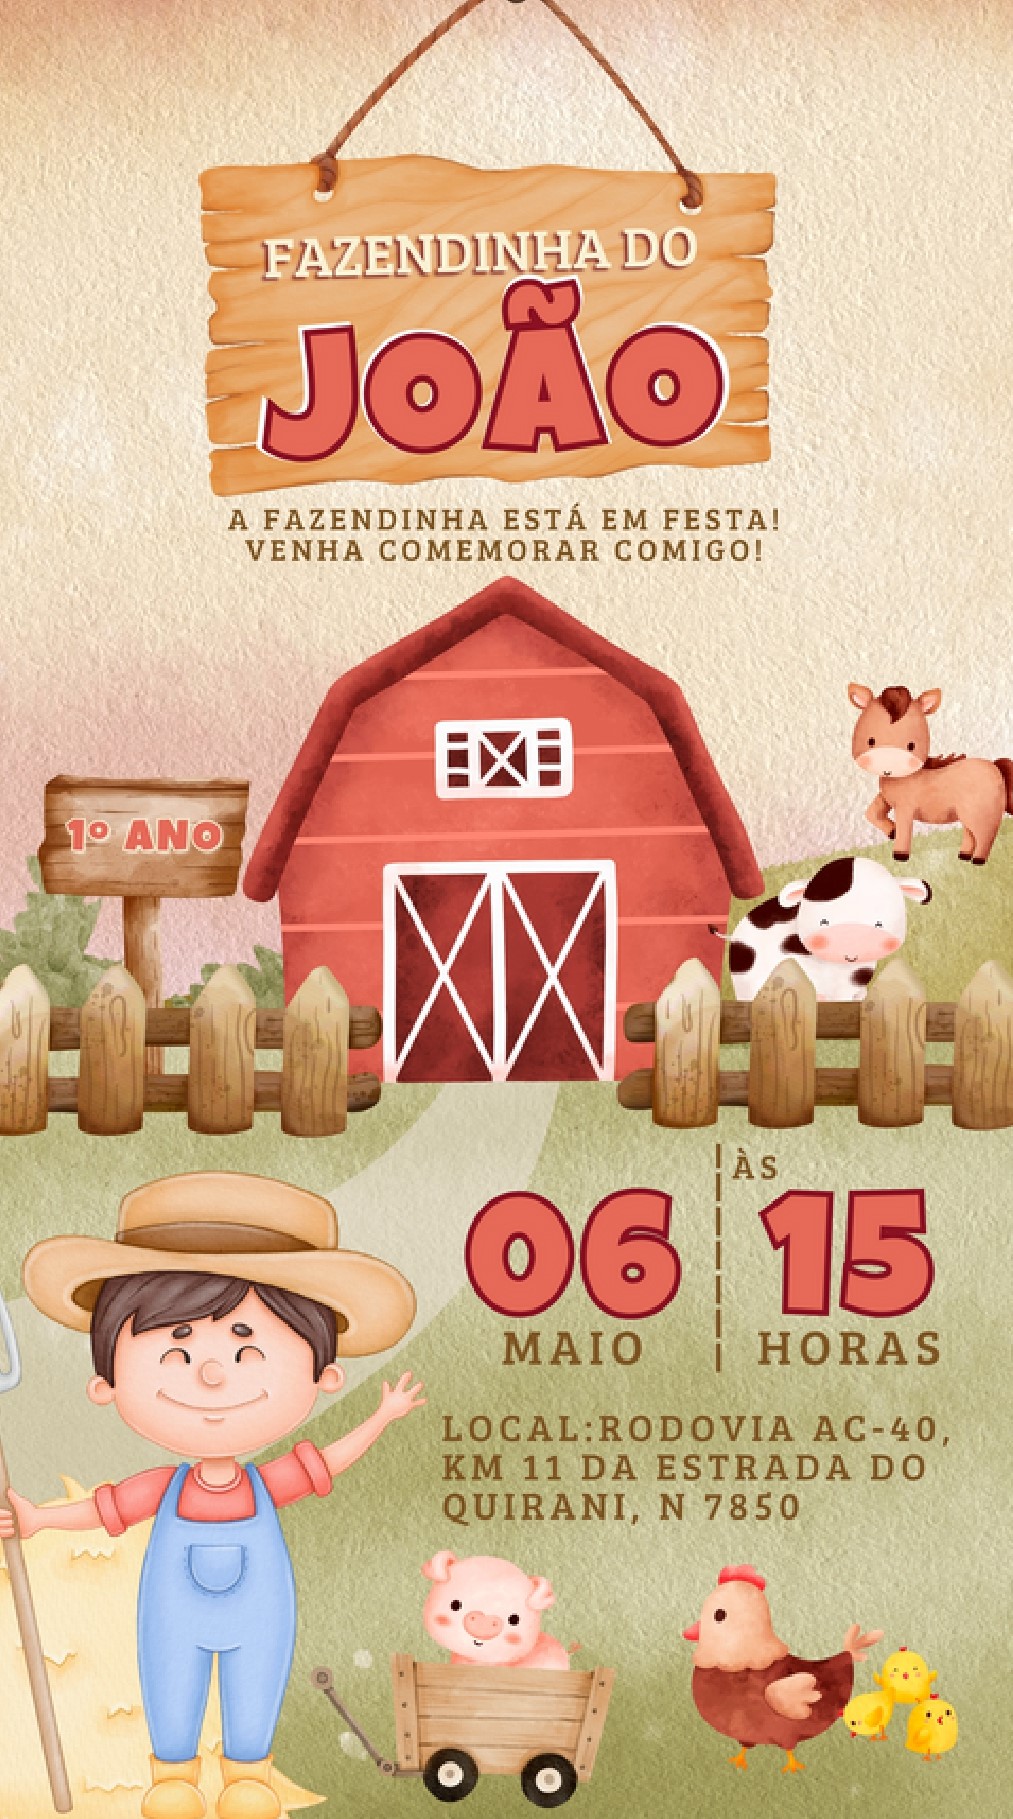 FAZENDINHA DO
JOÃO
A FAZENDINHA ESTÁ EM FESTA!
VENHA COMEMORAR COMIGO!
1º ANO
06
MAIO
ÀS
15
HORAS
LOCAL:RODOVIA AC-40,
KM 11 DA ESTRADA DO
QUIRANI, N 7850